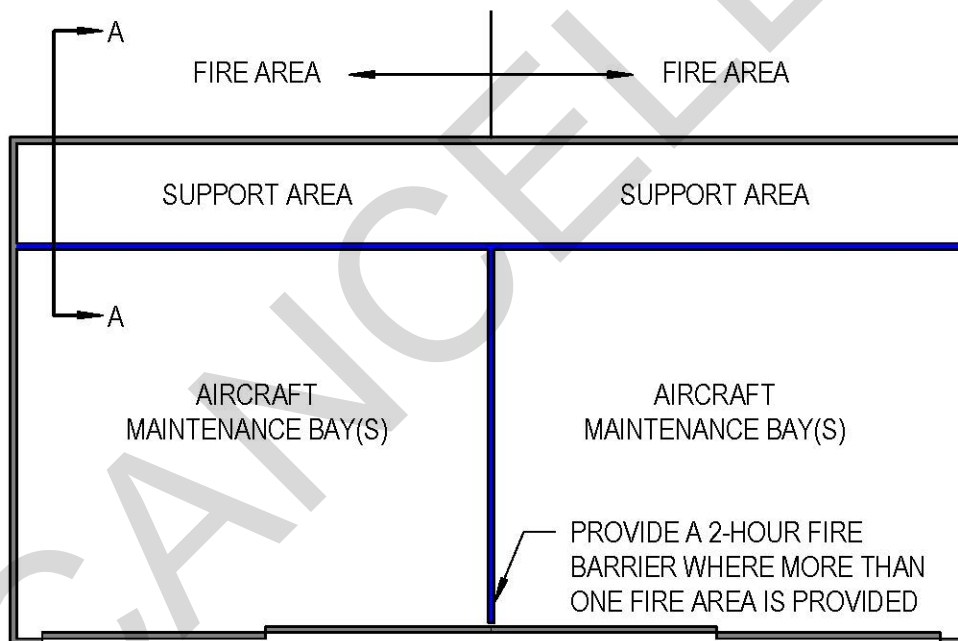 A
FIRE AREA
FIRE AREA
SUPPORT AREA
SUPPORT AREA
A
AIRCRAFT
MAINTENANCE BAY(S)
AIRCRAFT
MAINTENANCE BAY(S)
PROVIDE A 2-HOUR FIRE
BARRIER WHERE MORE THAN
ONE FIRE AREA IS PROVIDED
CANCELL